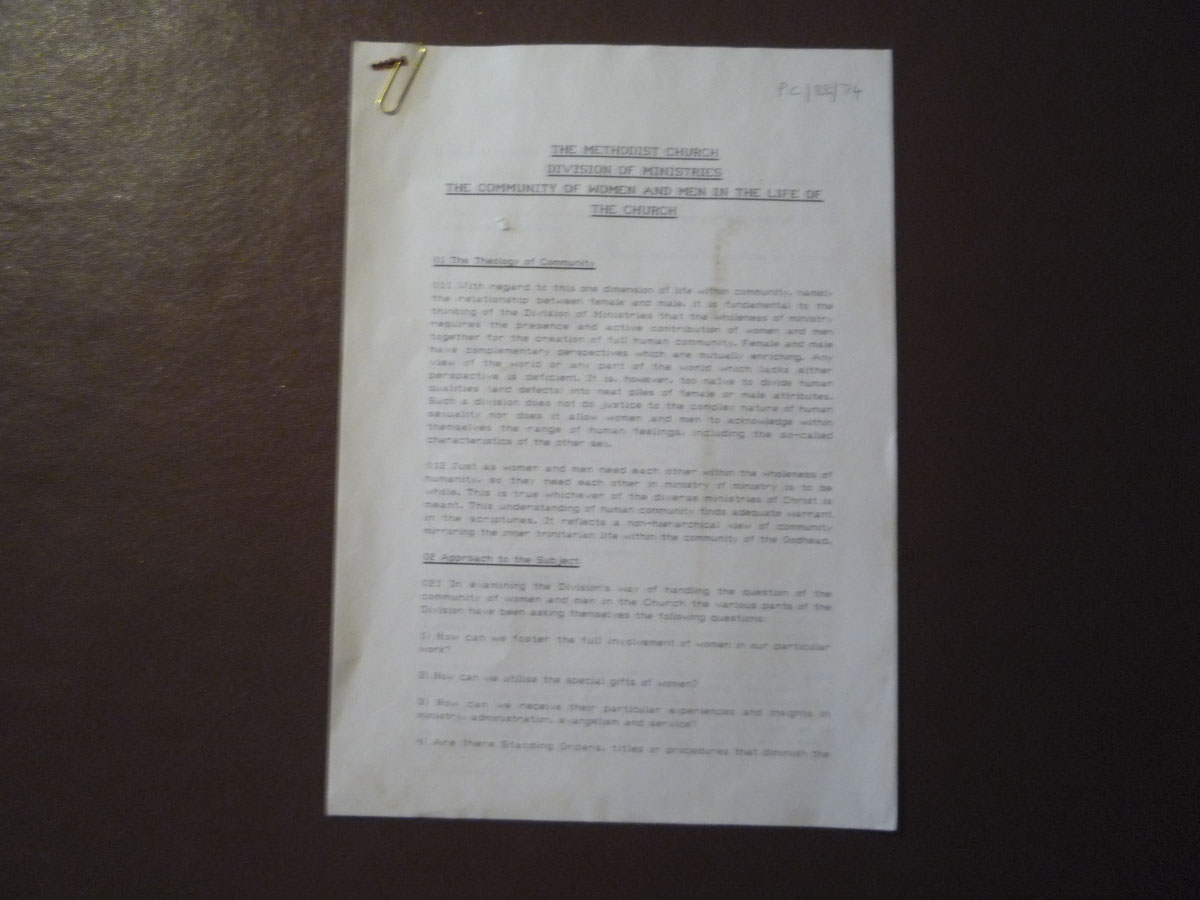 PC/88/74
THE METHODIST CHURCH
DIVISION OF MINISTRIES
THE COMMUNITY OF WOMEN AND MEN IN THE LIFE OF
THE CHURCH
01 The Theology of Community
011 With regard to this one dimension of life within community, namely
the relationship between female and male, it is fundamental to the
thinking of the Division of Ministries that the wholeness of ministry
requires the presence and active contribution of women and men
together for the creation of full human community. Female and male
have complementary perspectives which are mutually enriching. Any
view of the world or any part of the world which lacks either
perspective is deficient. It is, however, too naive to divide human
qualities (and defects) into neat piles of female or male attributes.
Such a division does not do justice to the complex nature of human
sexuality nor does it allow women and men to acknowledge within
themselves the range of human feelings, including the so-called
characteristics of the other sex.
012 Just as women and men need each other within the wholeness of
humanity, so they need each other in ministry if ministry is to be
whole. This is true whichever of the diverse ministries of Christ is
meant. This understanding of human community finds adequate warrant
in the scriptures. It reflects a non-hierarchical view of community
mirroring the inner trinitarian life within the community of the Godhead.
02 Approach to the Subject
021 In examining the Division's way of handling the question of the
community of women and men in the Church the various parts of the
Division have been asking themselves the following questions:
1) How can we foster the full involvement of women in our particular
work?
2) How can we utilise the special gifts of women?
3) How can we receive their particular experiences and insights in
ministry, administration, evangelism and service?
4) Are there Standing Orders, titles or procedures that diminish the